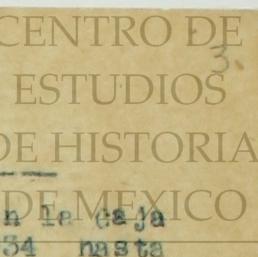 CENTRO DE
3.
ESTUDIOS
DE HISTORIA
DE MEXICO
n la caja
34 hasta